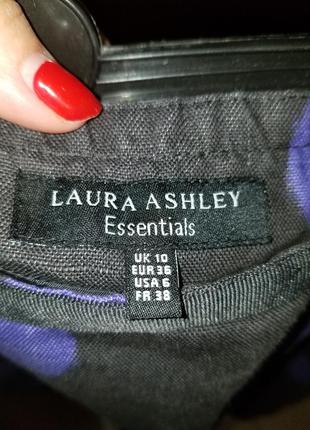 LAURA ASHLEY
Essentials
UK 10
EUR 36
USA 6
FR 38